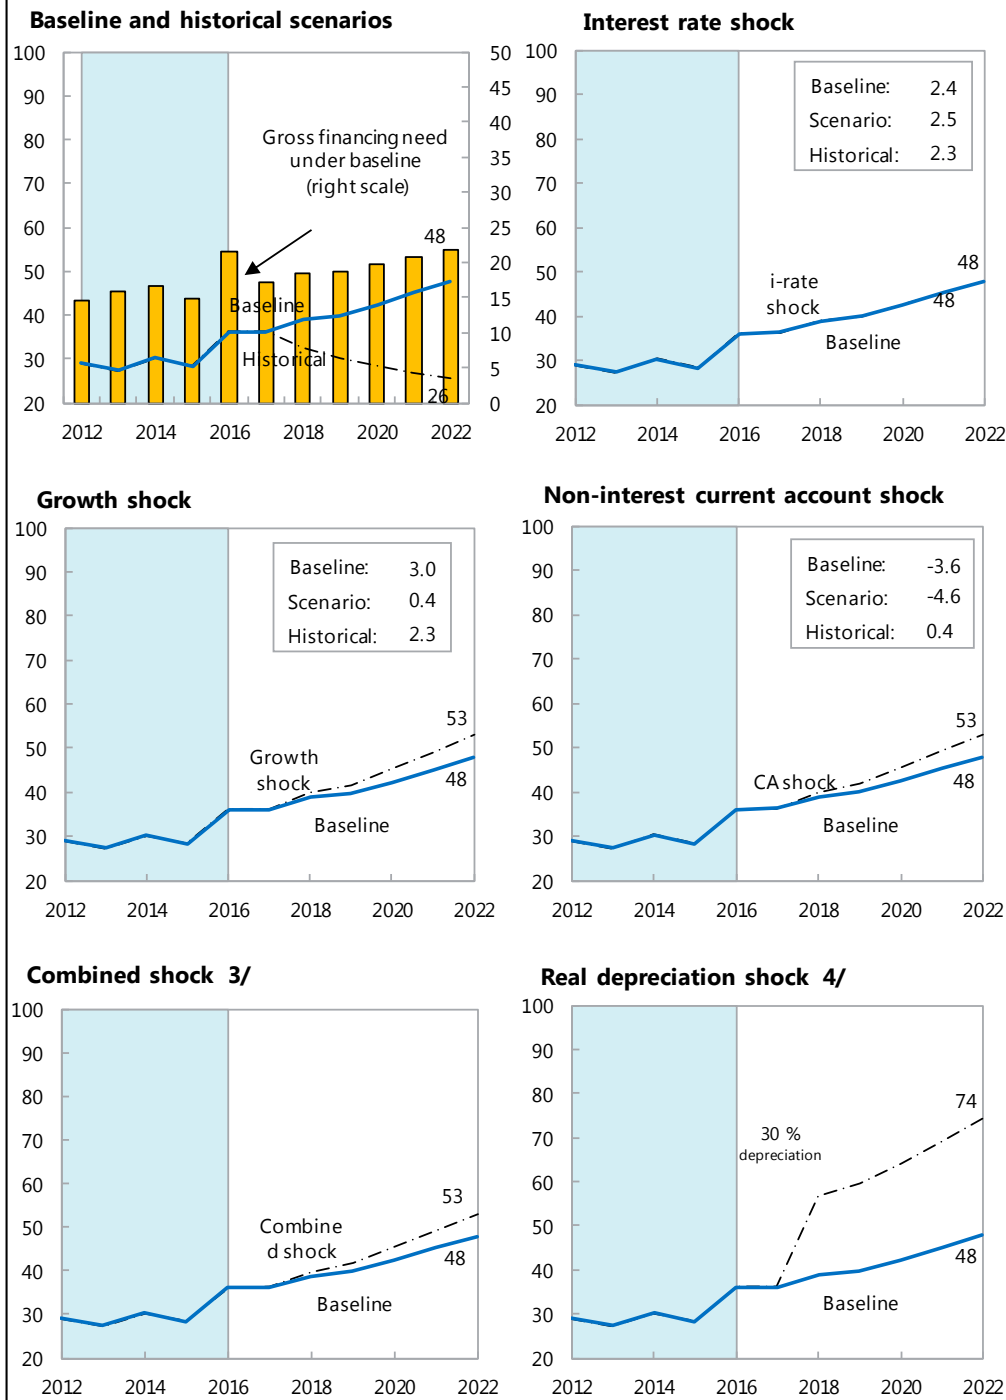 Baseline and historical scenarios
100
90
80
70
60
50
40
30
20
50
45
40
35
30
25
20
15
10
5
0
Gross financing need
under baseline
(right scale)
48
Baseline
Historical
26
2012 2014 2016 2018 2020 2022
Interest rate shock
100
90
80
70
60
50
40
30
20
Baseline: 2.4
Scenario: 2.5
Historical: 2.3
48
i-rate
shock
48
Baseline
2012 2014 2016 2018 2020 2022
Growth shock
100
90
80
70
60
50
40
30
20
Baseline: 3.0
Scenario: 0.4
Historical: 2.3
53
Growth
shock
48
Baseline
2012 2014 2016 2018 2020 2022
Non-interest current account shock
100
90
80
70
60
50
40
30
20
Baseline: -3.6
Scenario: -4.6
Historical: 0.4
53
CA shock
48
Baseline
2012 2014 2016 2018 2020 2022
Combined shock 3/
100
90
80
70
60
50
40
30
20
53
Combine
d shock
48
Baseline
2012 2014 2016 2018 2020 2022
Real depreciation shock 4/
100
90
80
70
60
50
40
30
20
74
30 %
depreciation
48
Baseline
2012 2014 2016 2018 2020 2022